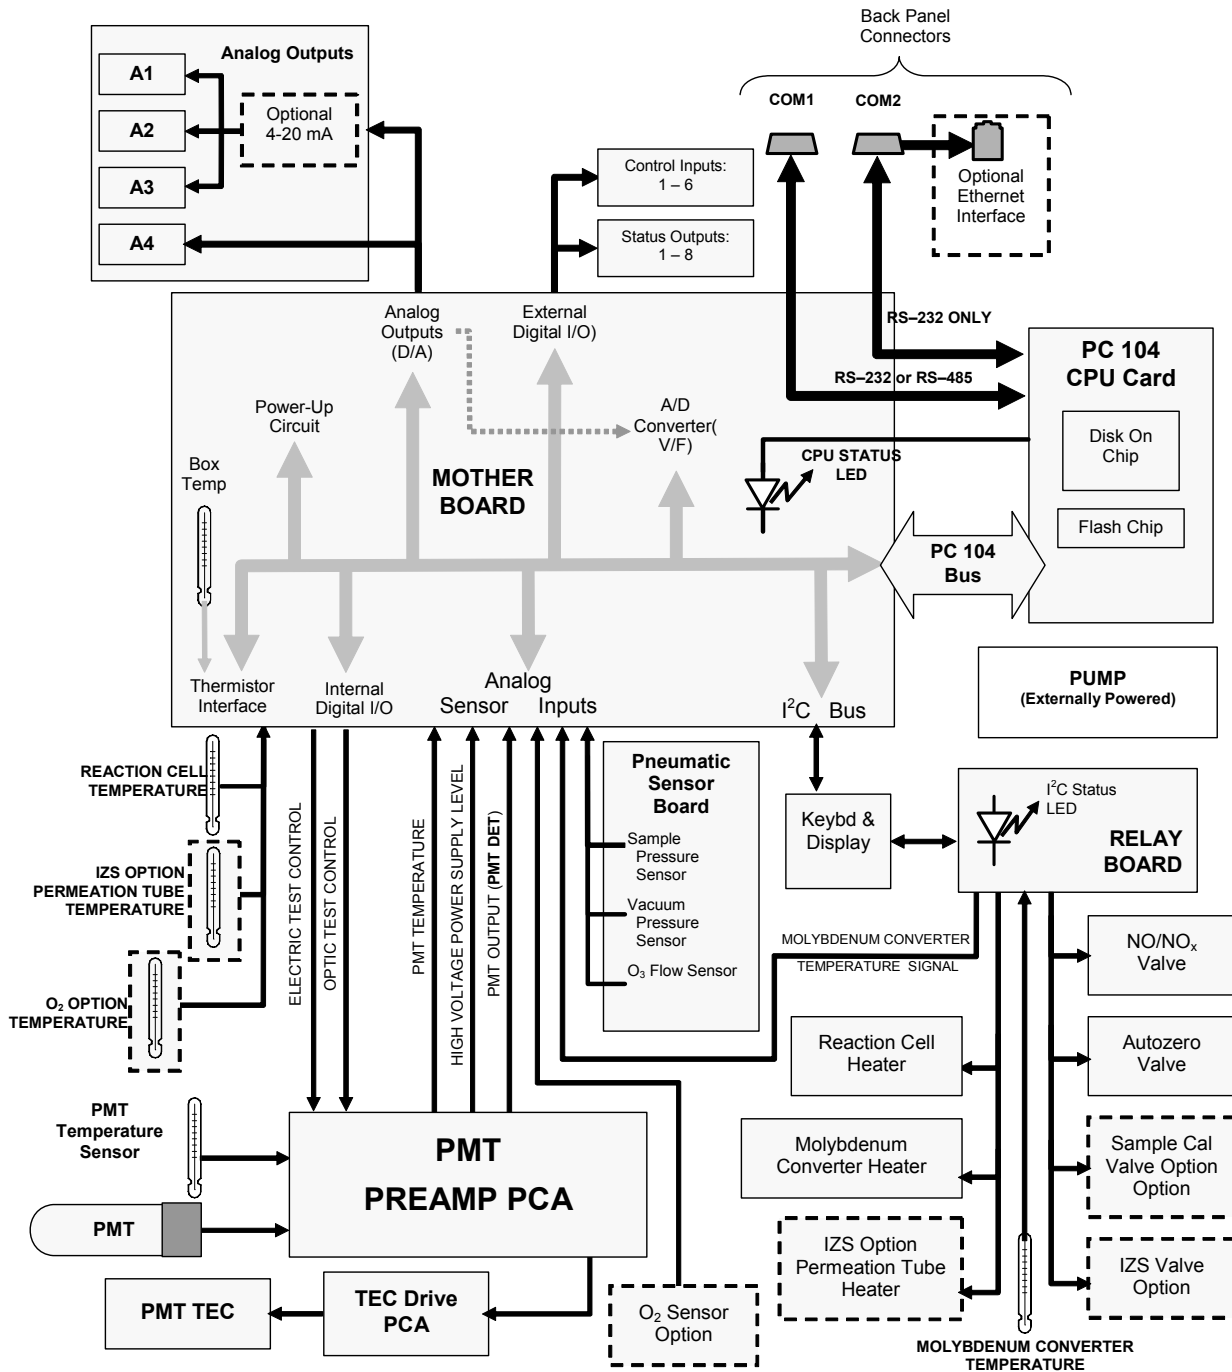 Back Panel
Connectors
Analog Outputs
A1
A2
A3
A4
Optional
4-20 mA
COM1
COM2
Optional
Ethernet
Interface
Control Inputs:
1 – 6
Status Outputs:
1 – 8
Analog
Outputs
(D/A)
External
Digital I/O)
RS–232 ONLY
RS–232 or RS–485
PC 104
CPU Card
Disk On
Chip
Flash Chip
Power-Up
Circuit
A/D
Converter(
V/F)
CPU STATUS
LED
Box
Temp
MOTHER
BOARD
PC 104
Bus
Thermistor
Interface
Internal
Digital I/O
Analog
Sensor Inputs
I2C Bus
PUMP
(Externally Powered)
REACTION CELL
TEMPERATURE
IZS OPTION
PERMEATION TUBE
TEMPERATURE
O2 OPTION
TEMPERATURE
ELECTRIC TEST CONTROL
OPTIC TEST CONTROL
PMT TEMPERATURE
HIGH VOLTAGE POWER SUPPLY LEVEL
PMT OUTPUT (PMT DET)
Pneumatic
Sensor
Board
Sample
Pressure
Sensor
Vacuum
Pressure
Sensor
O3 Flow Sensor
Keybd &
Display
I2C Status
LED
RELAY
BOARD
MOLYBDENUM CONVERTER
TEMPERATURE SIGNAL
NO/NOx
Valve
Reaction Cell
Heater
Autozero
Valve
Molybdenum
Converter Heater
Sample Cal
Valve Option
Option
IZS Option
Permeation Tube
Heater
IZS Valve
Option
MOLYBDENUM CONVERTER
TEMPERATURE
PMT
Temperature
Sensor
PMT
PMT
PREAMP PCA
PMT TEC
TEC Drive
PCA
O2 Sensor
Option